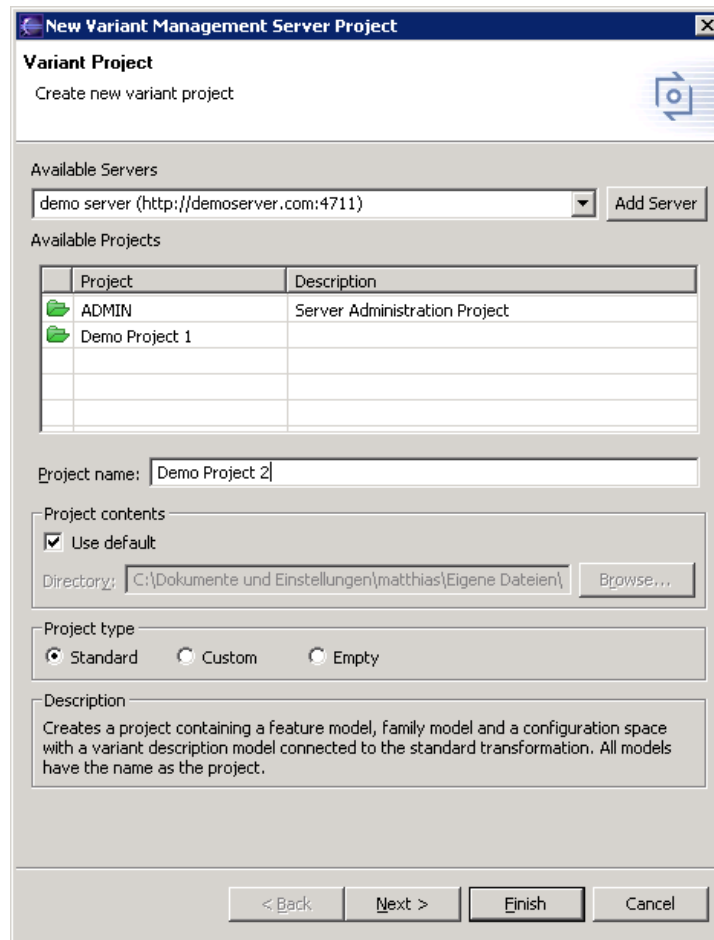 New Variant Management Server Project
Variant Project
Create new variant project
Available Servers
demo server (http://demoserver.com:4711) Add Server
Available Projects
Project Description
ADMIN Server Administration Project
Demo Project 1
Project name: Demo Project 2
Project contents
Use default
Directory: C:\Dokumente und Einstellungen\matthias\Eigene Dateien\ Browse...
Project type
Standard Custom Empty
Description
Creates a project containing a feature model, family model and a configuration space
with a variant description model connected to the standard transformation. All models
have the name as the project.
< Back Next > Finish Cancel